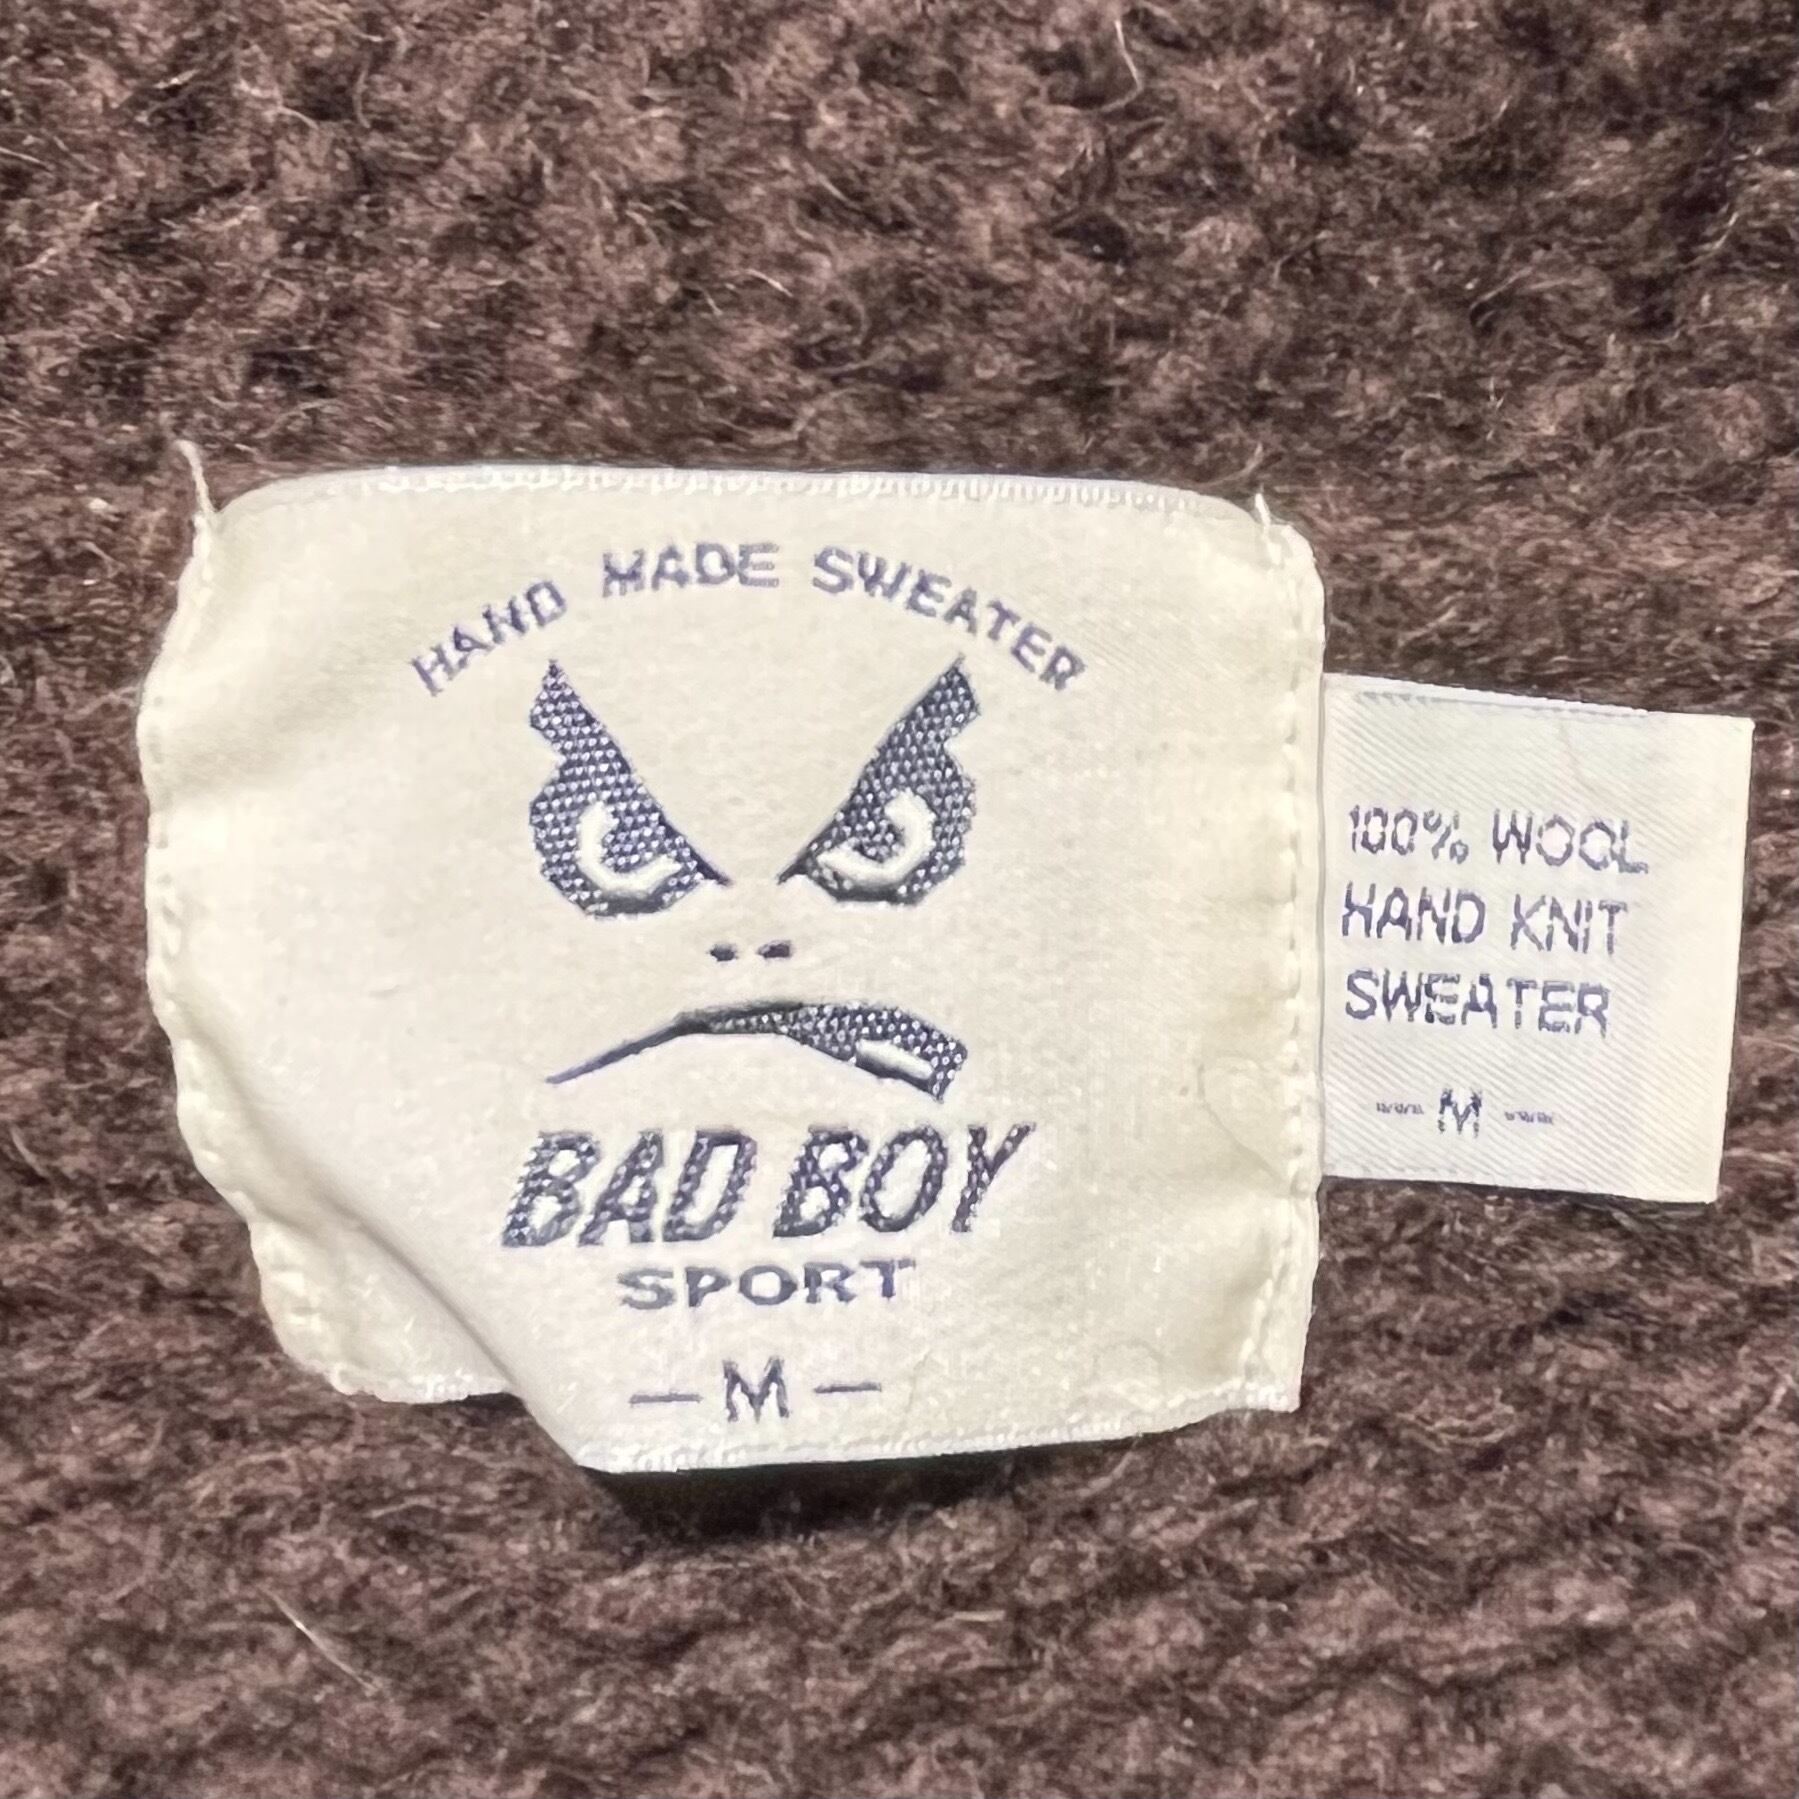 HAND MADE SWEATER
BAD BOY
SPORT
— M —
100% WOOL
HAND KNIT
SWEATER
— M —